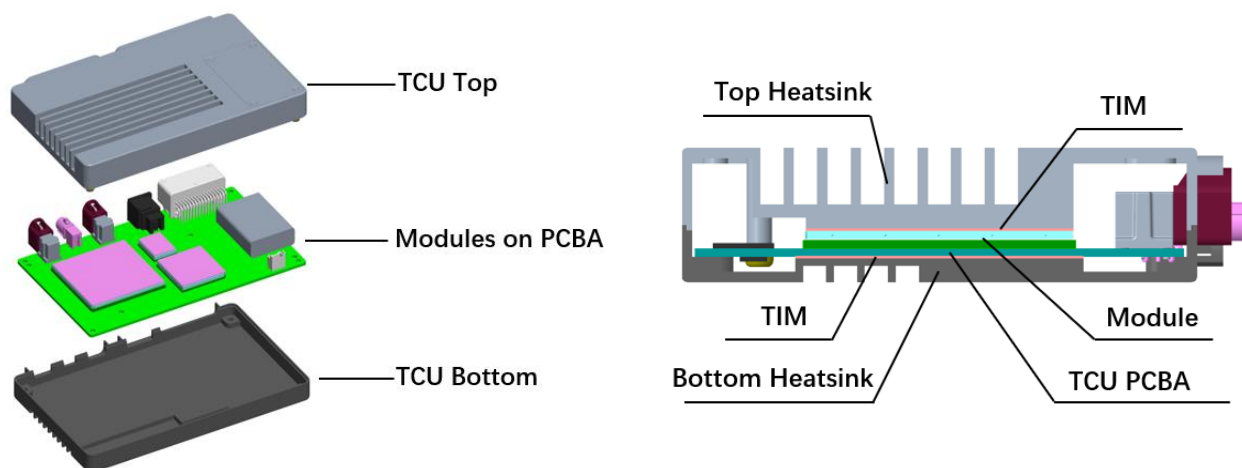 TCU Top
Modules on PCBA
TCU Bottom
Top Heatsink
TIM
TIM
Module
Bottom Heatsink
TCU PCBA